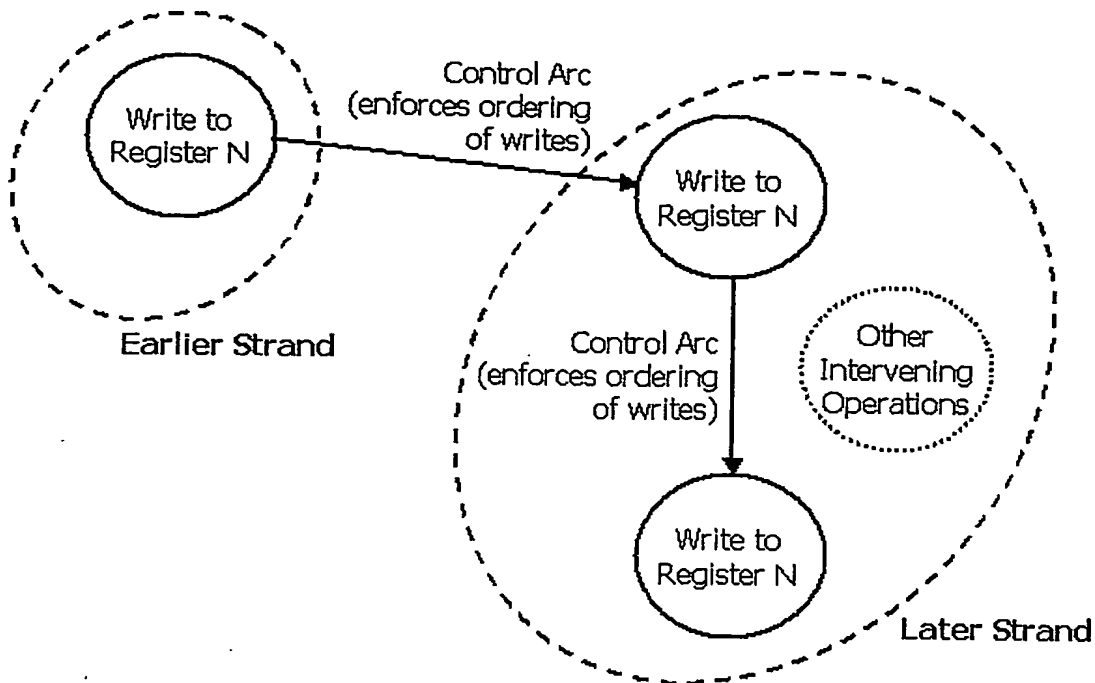 Write to
Register N
Control Arc
(enforces ordering
of writes)
Write to
Register N
Earlier Strand
Control Arc
(enforces ordering
of writes)
Other
Intervening
Operations
Write to
Register N
Later Strand